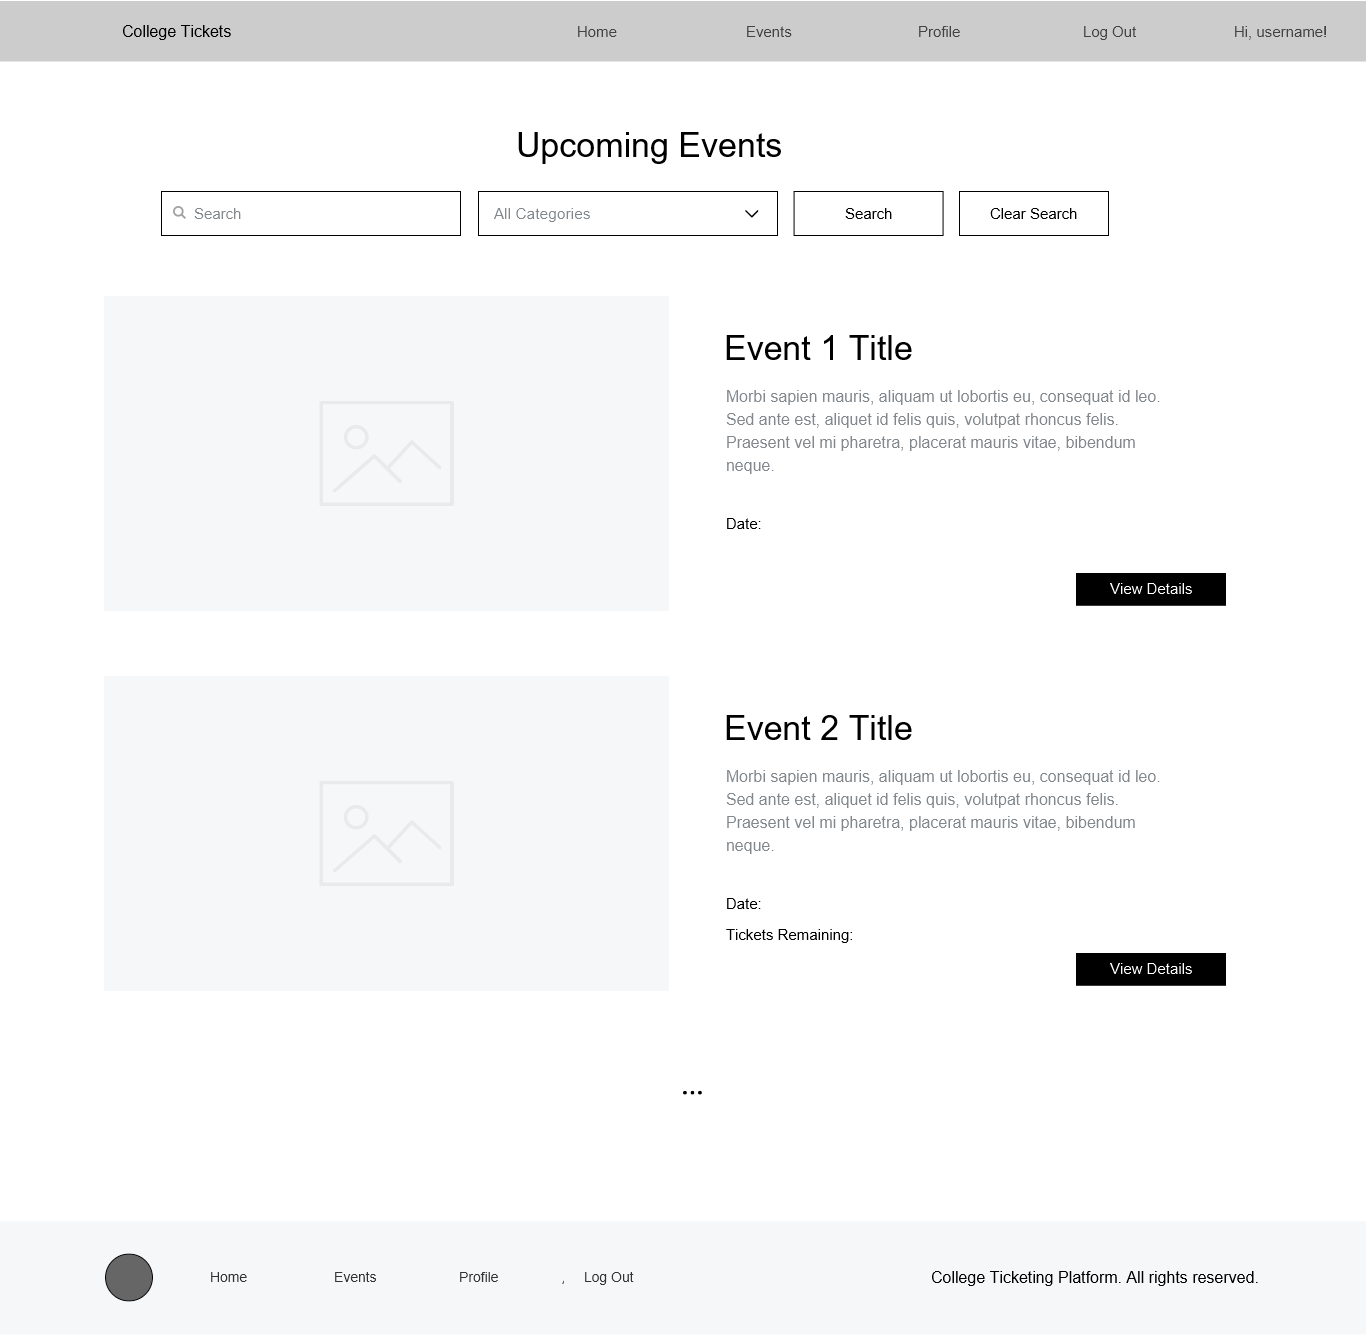 College Tickets Home Events Profile Log Out Hi, username!
Upcoming Events
Search All Categories Search Clear Search
Event 1 Title
Morbi sapien mauris, aliquam ut lobortis eu, consequat id leo.
Sed ante est, aliquet id felis quis, volutpat rhoncus felis.
Praesent vel mi pharetra, placerat mauris vitae, bibendum
neque.
Date:
View Details
Event 2 Title
Morbi sapien mauris, aliquam ut lobortis eu, consequat id leo.
Sed ante est, aliquet id felis quis, volutpat rhoncus felis.
Praesent vel mi pharetra, placerat mauris vitae, bibendum
neque.
Date:
Tickets Remaining:
View Details
...
Home Events Profile , Log Out College Ticketing Platform. All rights reserved.